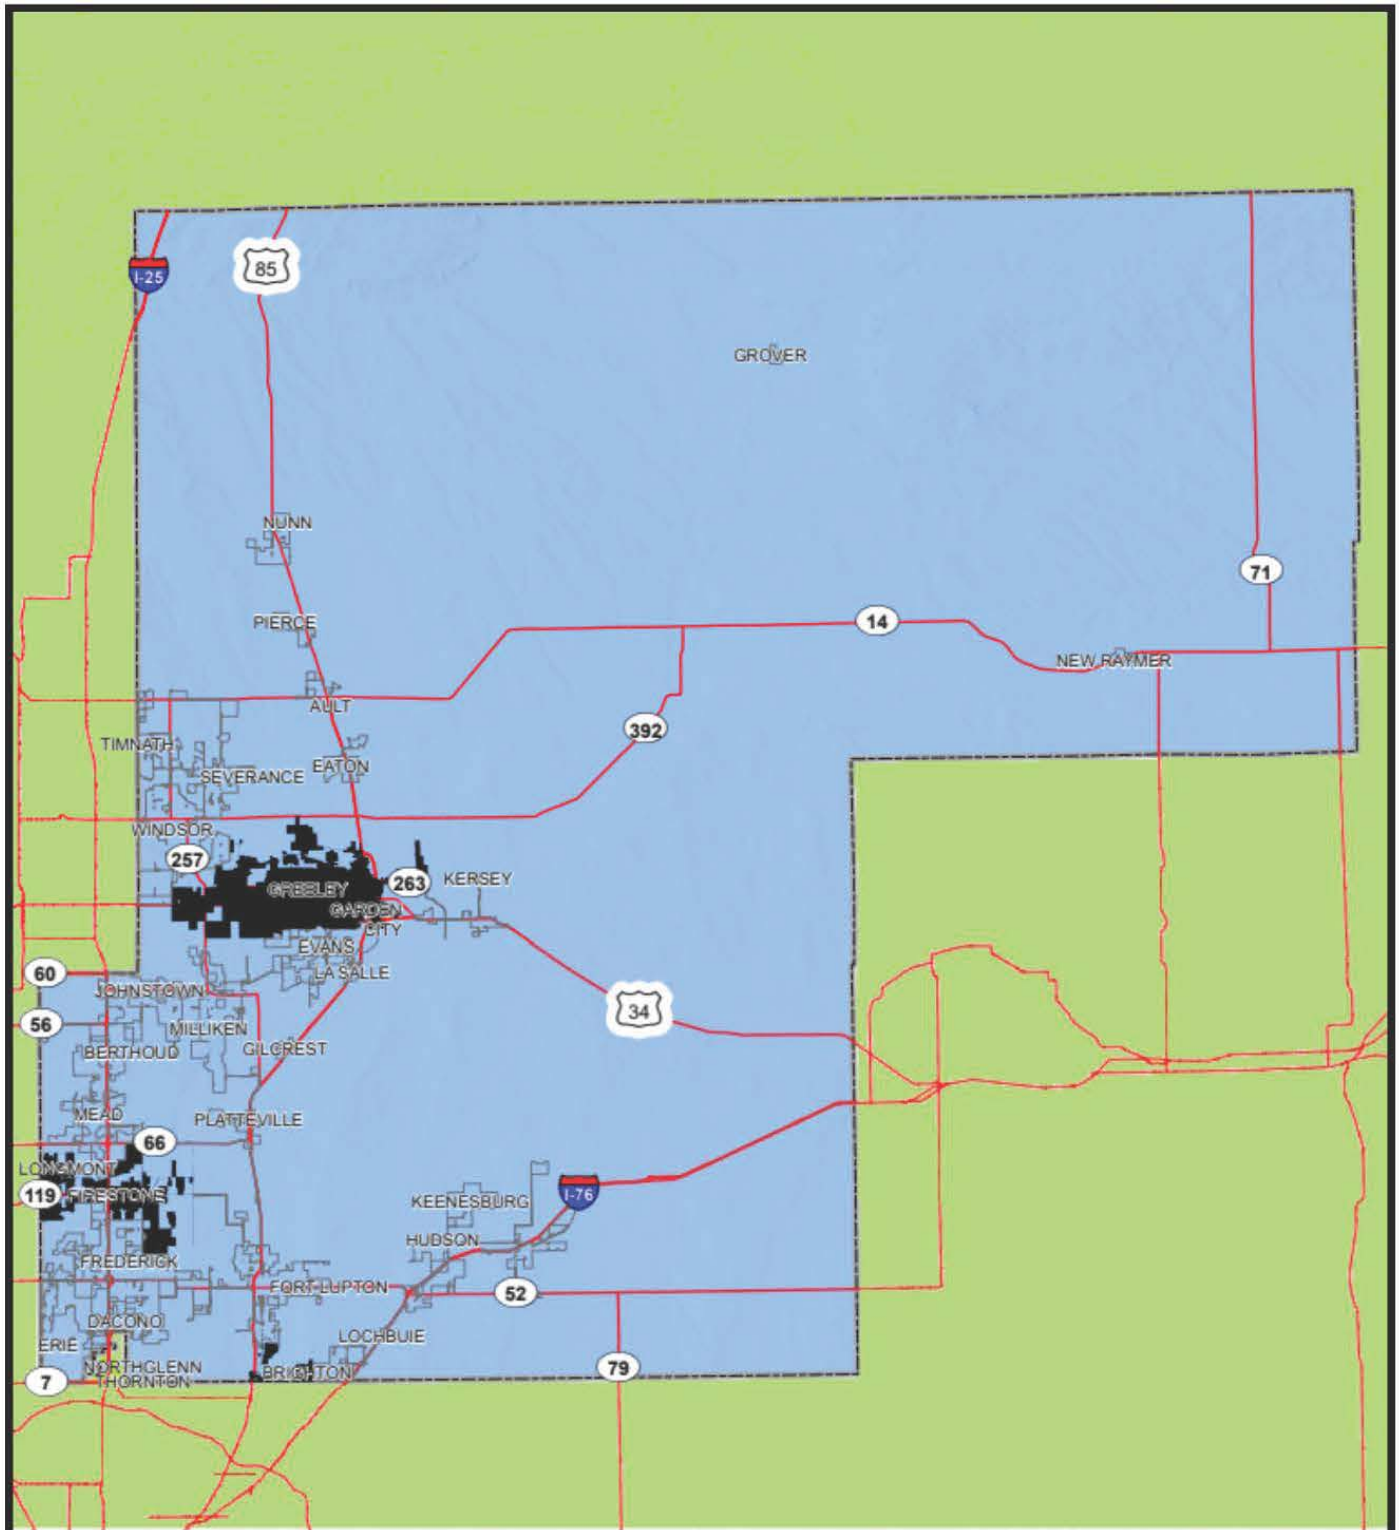 I-25
85
GROVER
NUNN
71
PIERCE
14
NEW RAYMER
AULT
392
TIMNATH
EATON
SEVERANCE
WINDSOR
257
263
KERSEY
GREELEY
GARDEN
CITY
EVANS
LA SALLE
60
JOHNSTOWN
34
56
MILLIKEN
BERTHOUD
GILCREST
MEAD
PLATTEVILLE
66
LONGMONT
119
FIRESTONE
I-76
KEENESBURG
HUDSON
FREDERICK
FORT LUPTON
52
DACONO
LOCHBUIE
ERIE
NORTHGLENN
BRIGHTON
79
7
THORNTON